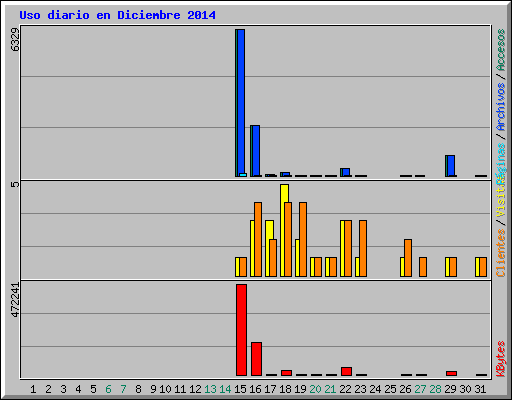 Uso diario en Diciembre 2014
6329
5
472241
Clientes / Visitas
Páginas / Archivos / Accesos
KBytes
1 2 3 4 5 6 7 8 9 10 11 12 13 14 15 16 17 18 19 20 21 22 23 24 25 26 27 28 29 30 31